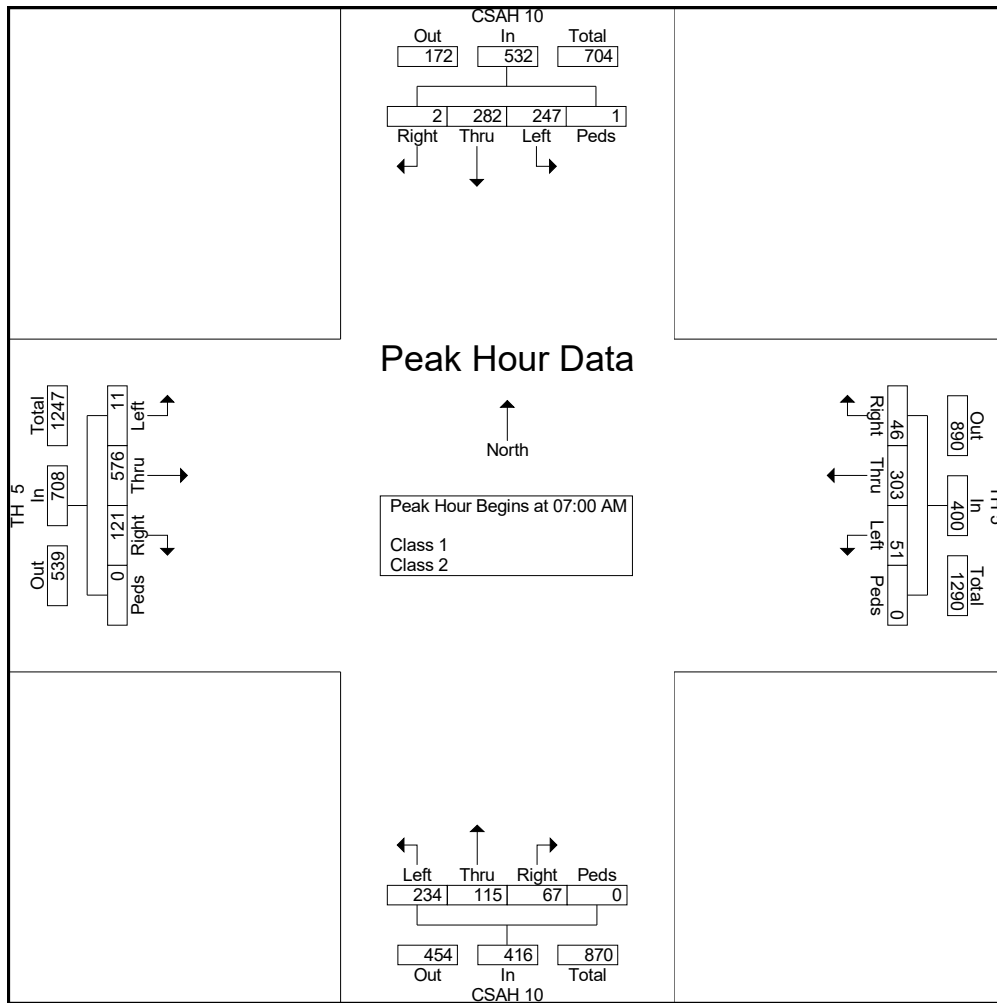 CSAH 10
Out In Total
172 532 704
2 282 247 1
Right Thru Left Peds
Peak Hour Data
North
Peak Hour Begins at 07:00 AM
Class 1
Class 2
TH 5
Total In Out
1247 708 539
11 576 121 0
Left Thru Right Peds
Out In Total
890 400 1290
46 303 51 0
Right Thru Left Peds
Left Thru Right Peds
234 115 67 0
454 416 870
Out In Total
CSAH 10